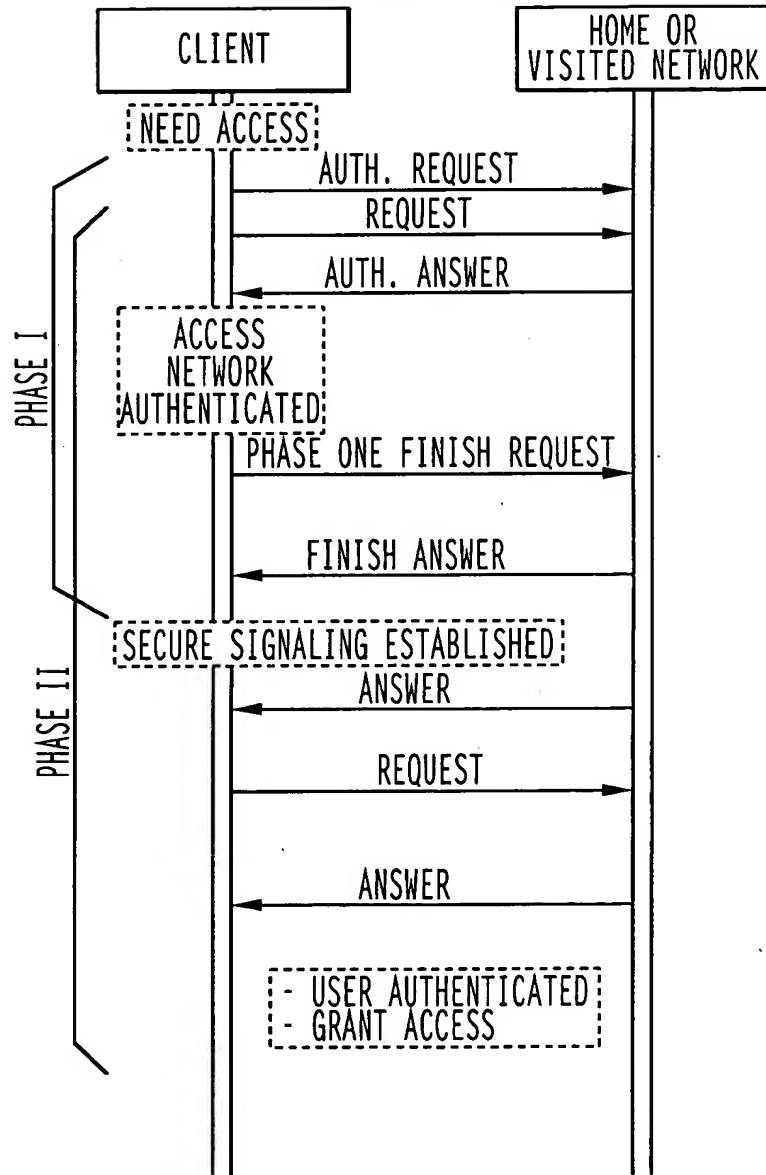 CLIENT
HOME OR
VISITED NETWORK
NEED ACCESS
AUTH. REQUEST
REQUEST
AUTH. ANSWER
ACCESS
NETWORK
AUTHENTICATED
PHASE I
PHASE ONE FINISH REQUEST
FINISH ANSWER
SECURE SIGNALING ESTABLISHED
PHASE II
ANSWER
REQUEST
ANSWER
- USER AUTHENTICATED
- GRANT ACCESS